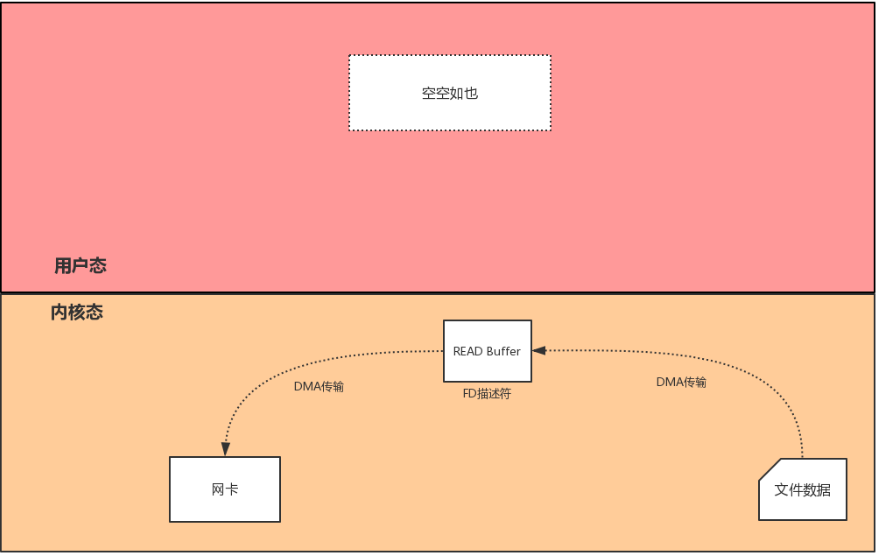 空空如也
用户态
内核态
READ Buffer
DMA传输
DMA传输
FD描述符
网卡
文件数据